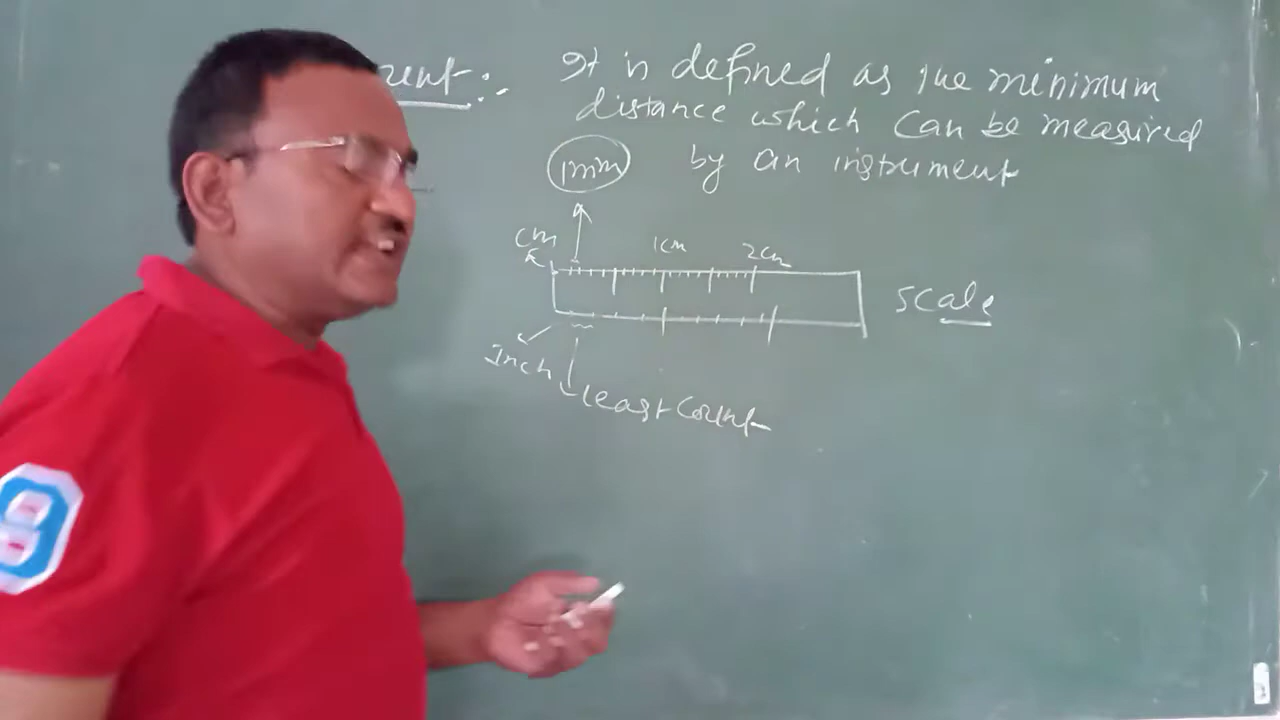 It is defined as the minimum
distance which can be measured
by an instrument
1mm
cm
1cm
2cm
scale
Inch
least count
9